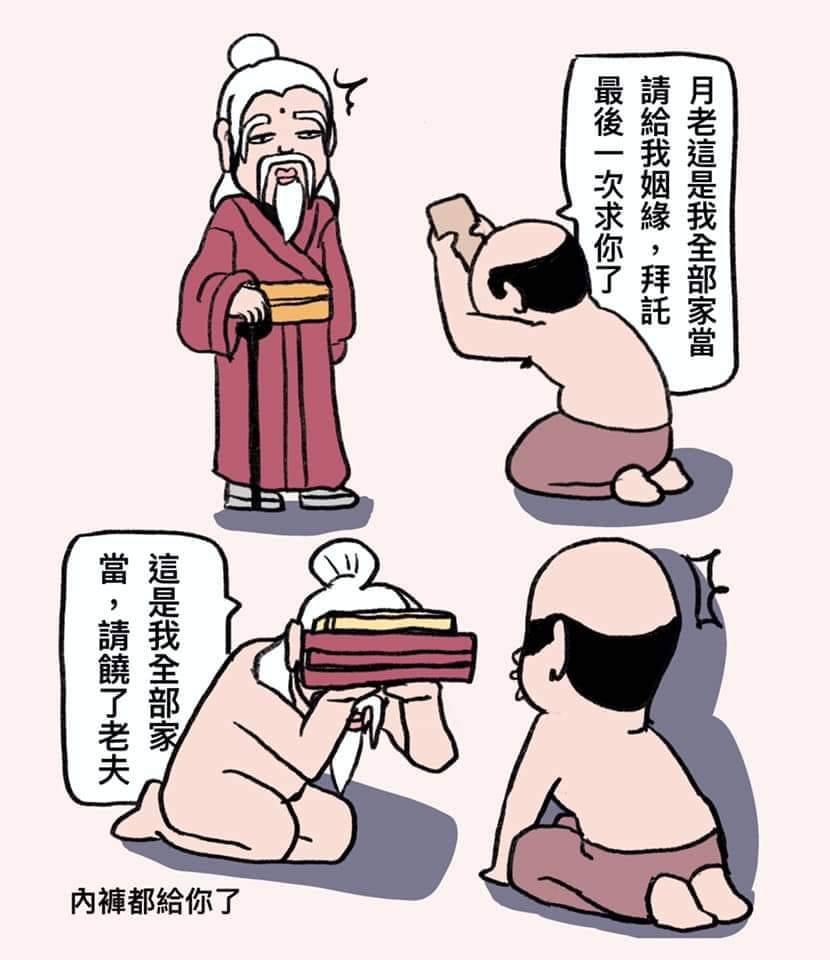 月老這是我全部家當
請給我姻緣，拜託
最後一次求你了
這是我全部家
當，請饒了老夫
內褲都給你了